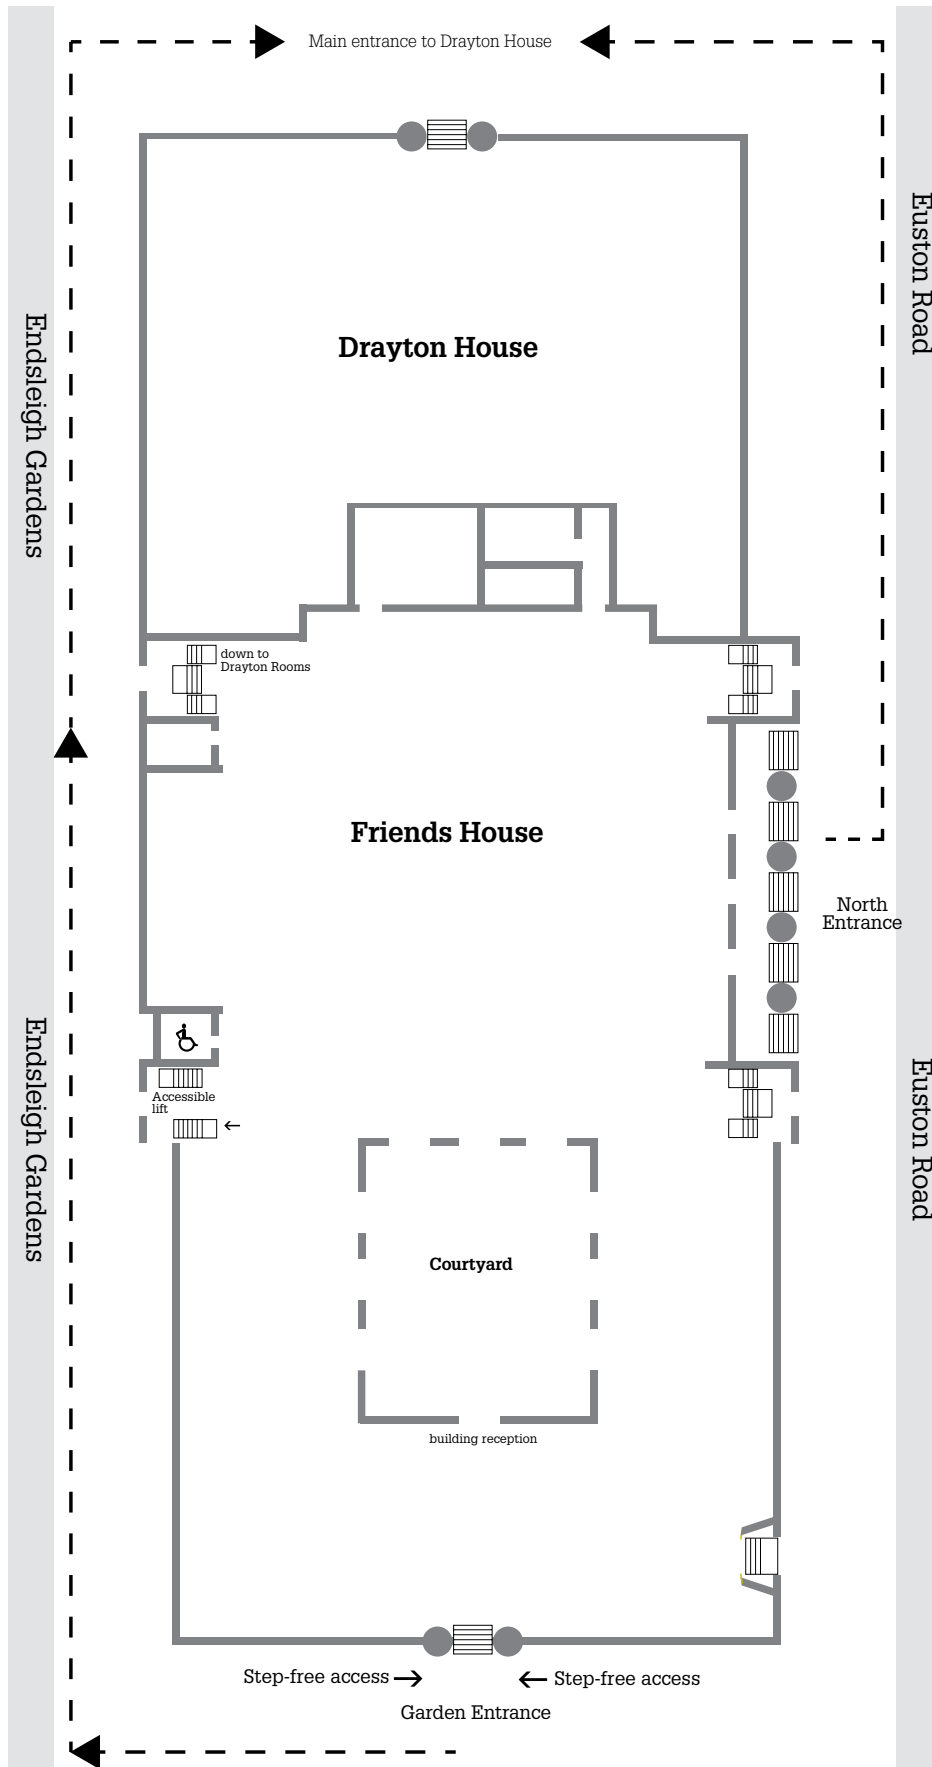 Main entrance to Drayton House
Euston Road
Endsleigh Gardens
Drayton House
down to
Drayton Rooms
Friends House
North
Entrance
Endsleigh Gardens
Euston Road
Accessible
lift
Courtyard
building reception
Step-free access
Step-free access
Garden Entrance